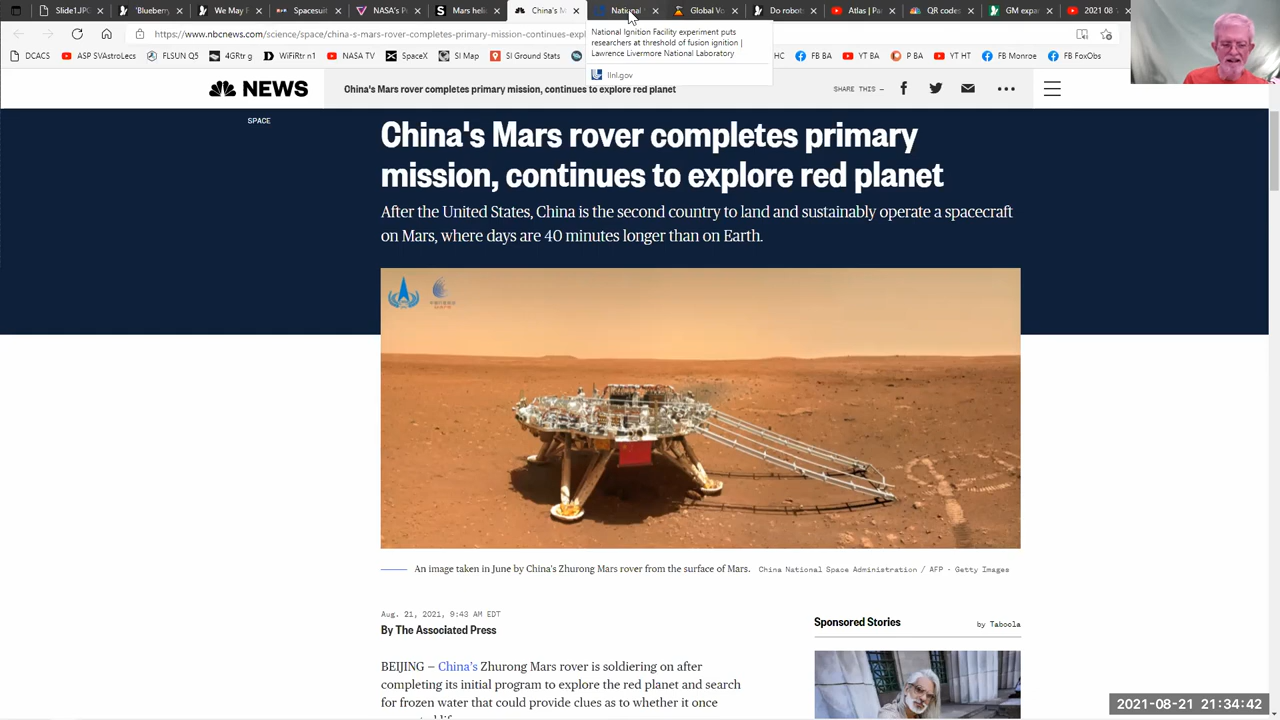 Slide1.JPG
'Blueberry
We May F
Spacesuit
NASA's Pe
Mars heli
China's M
National
Global Vo
Do robots
Atlas | Pa
QR codes
GM expa
2021 08
https://www.nbcnews.com/science/space/china-s-mars-rover-completes-primary-mission-continues-expl
ASP SVAstroLecs
FLSUN Q5
4GRtr n1
WiFiRtr n1
NASA TV
SpaceX
SI Map
SI Ground Stats
HC
FB BA
YT BA
P BA
YT HT
FB Monroe
FB FoxObs
National Ignition Facility experiment puts
researchers at threshold of fusion ignition |
Lawrence Livermore National Laboratory
llnl.gov
NEWS
China's Mars rover completes primary mission, continues to explore red planet
SHARE THIS —
SPACE
China's Mars rover completes primary
mission, continues to explore red planet
After the United States, China is the second country to land and sustainably operate a spacecraft
on Mars, where days are 40 minutes longer than on Earth.
An image taken in June by China's Zhurong Mars rover from the surface of Mars. China National Space Administration / AFP - Getty Images
Aug. 21, 2021, 9:43 AM EDT
By The Associated Press
BEIJING — China's Zhurong Mars rover is soldiering on after
completing its initial program to explore the red planet and search
for frozen water that could provide clues as to whether it once
Sponsored Stories
by Taboola
2021-08-21 21:34:42